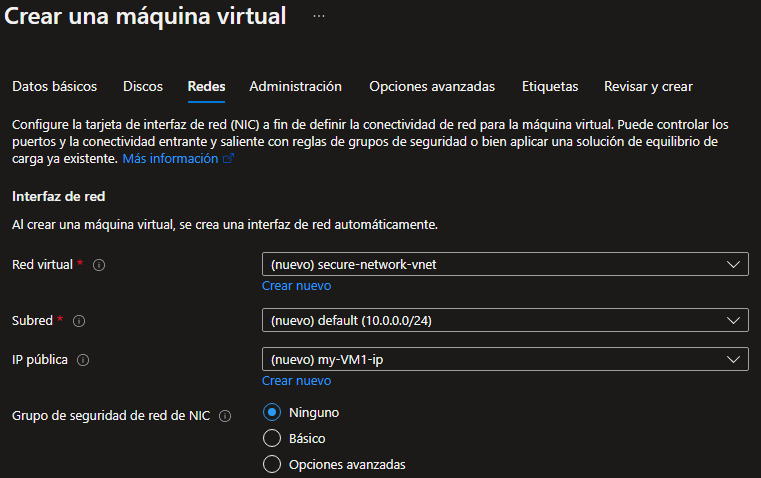 Crear una máquina virtual ...
Datos básicos Discos Redes Administración Opciones avanzadas Etiquetas Revisar y crear
Configure la tarjeta de interfaz de red (NIC) a fin de definir la conectividad de red para la máquina virtual. Puede controlar los
puertos y la conectividad entrante y saliente con reglas de grupos de seguridad o bien aplicar una solución de equilibrio de
carga ya existente. Más información
Interfaz de red
Al crear una máquina virtual, se crea una interfaz de red automáticamente.
Red virtual * (nuevo) secure-network-vnet
Crear nuevo
Subred * (nuevo) default (10.0.0.0/24)
IP pública (nuevo) my-VM1-ip
Crear nuevo
Grupo de seguridad de red de NIC Ninguno
Básico
Opciones avanzadas